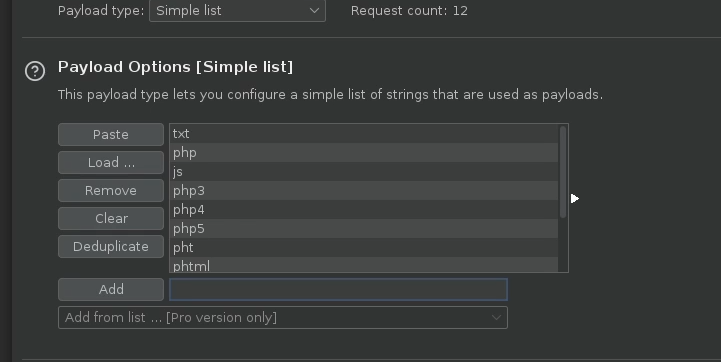 Payload type: Simple list Request count: 12
Payload Options [Simple list]
This payload type lets you configure a simple list of strings that are used as payloads.
Paste
Load ...
Remove
Clear
Deduplicate
txt
php
js
php3
php4
php5
pht
phtml
Add
Add from list ... [Pro version only]